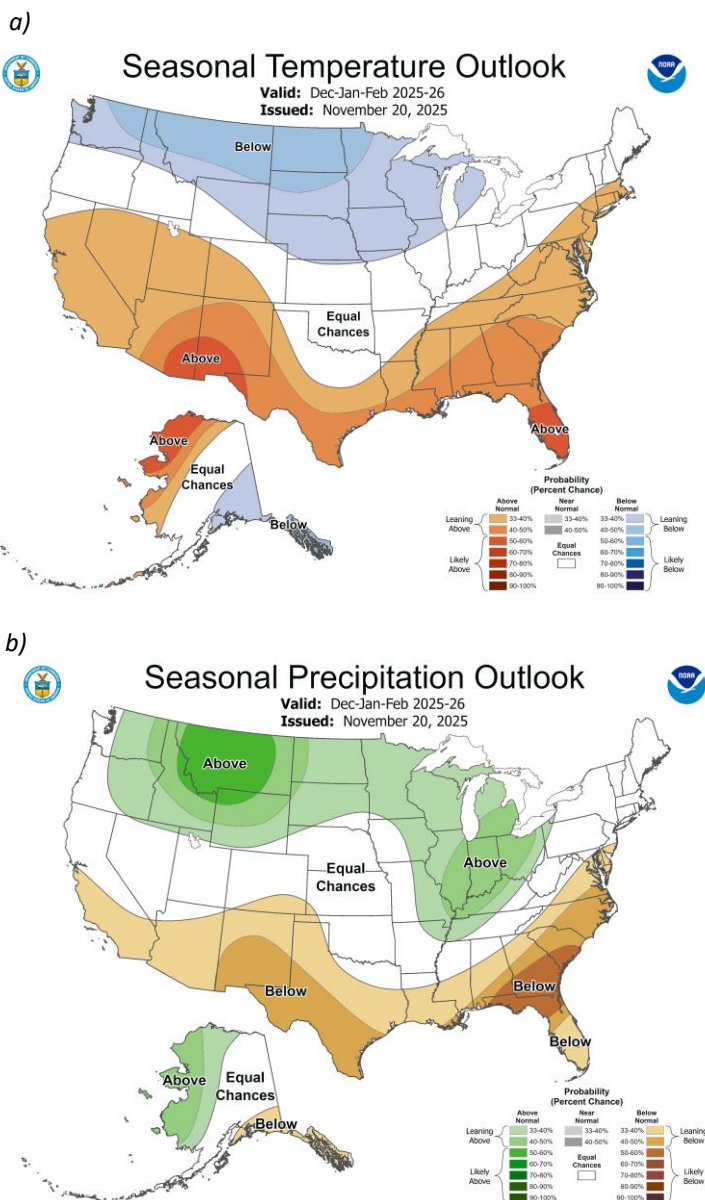 a)
NOAA
Seasonal Temperature Outlook
Valid: Dec-Jan-Feb 2025-26
Issued: November 20, 2025
Below
Equal
Chances
Above
Above
Above
Equal
Chances
Below
Probability
(Percent Chance)
Above
Normal
Near
Normal
Below
Normal
Leaning
Above
33-40%
33-40%
33-40%
Leaning
Below
40-50%
40-50%
40-50%
Likely
Above
50-60%
Equal
Chances
50-60%
Likely
Below
60-70%
60-70%
70-80%
70-80%
80-90%
80-90%
90-100%
90-100%
b)
NOAA
Seasonal Precipitation Outlook
Valid: Dec-Jan-Feb 2025-26
Issued: November 20, 2025
Above
Above
Equal
Chances
Below
Below
Below
Above
Equal
Chances
Below
Probability
(Percent Chance)
Above
Normal
Near
Normal
Below
Normal
Leaning
Above
33-40%
33-40%
33-40%
Leaning
Below
40-50%
40-50%
40-50%
Likely
Above
50-60%
Equal
Chances
50-60%
Likely
Below
60-70%
60-70%
70-80%
70-80%
80-90%
80-90%
90-100%
90-100%